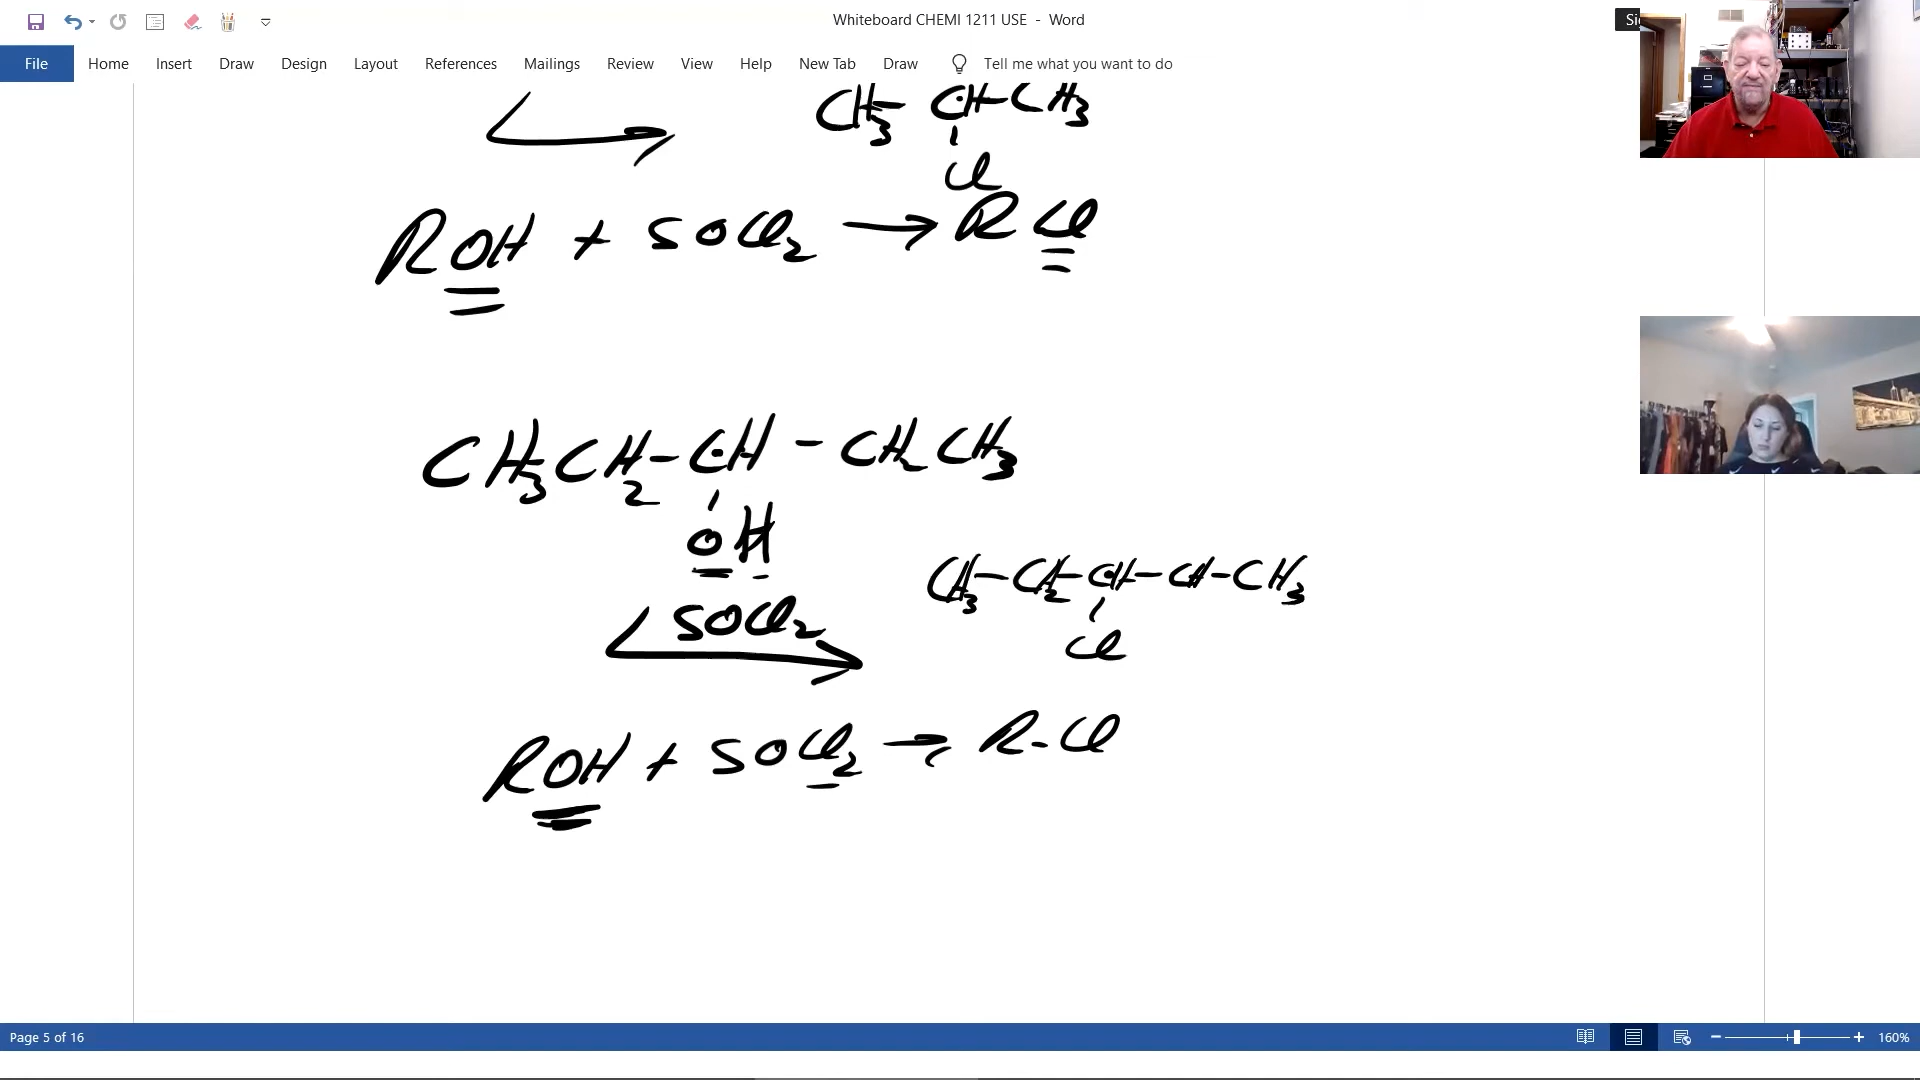 Whiteboard CHEMI 1211 USE - Word
Si
File Home Insert Draw Design Layout References Mailings Review View Help New Tab Draw Tell me what you want to do
CH3- CH-CH3
Cl
ROH + SOCl2 → RCl
CH3CH2-CH-CH2CH3
OH
CH3-CH2-CH-CH-CH3
SOCl2
Cl
ROH + SOCl2 → R-Cl
Page 5 of 16
160%